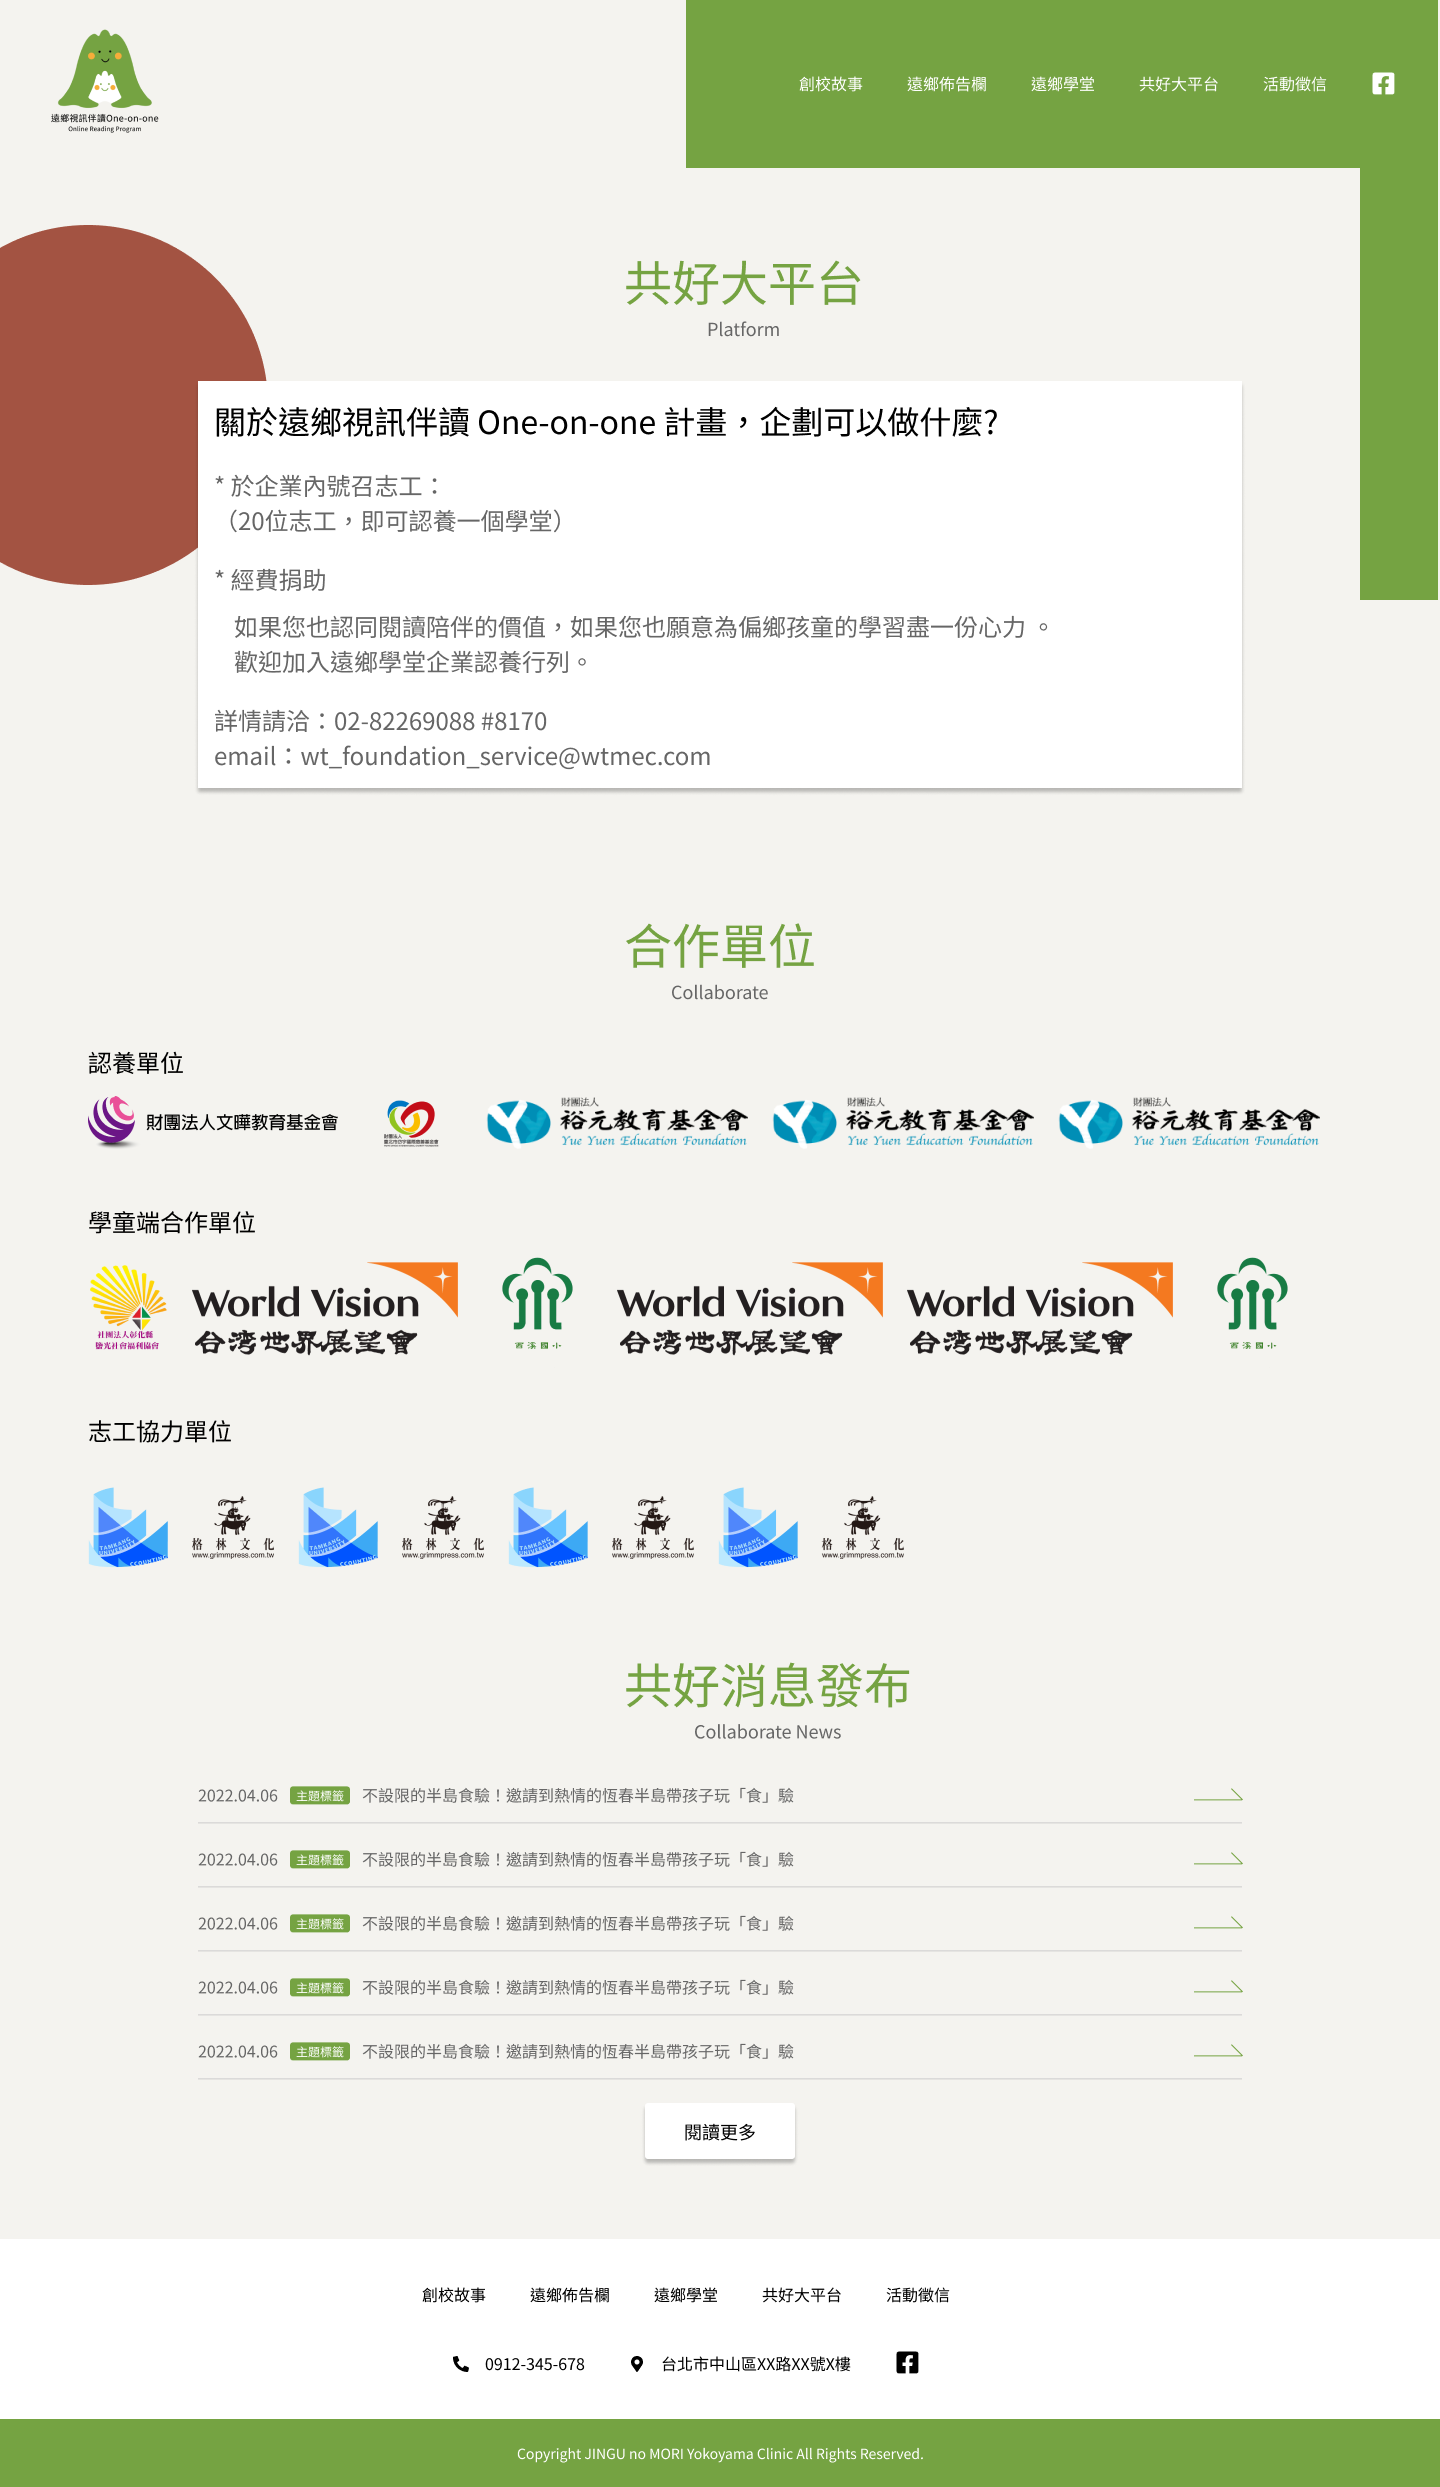 遠鄉視訊伴讀One-on-one
Online Reading Program
創校故事
遠鄉佈告欄
遠鄉學堂
共好大平台
活動徵信
共好大平台
Platform
關於遠鄉視訊伴讀 One-on-one 計畫，企劃可以做什麼?
* 於企業內號召志工：
（20位志工，即可認養一個學堂）
* 經費捐助
如果您也認同閱讀陪伴的價值，如果您也願意為偏鄉孩童的學習盡一份心力 。
歡迎加入遠鄉學堂企業認養行列。
詳情請洽：02-82269088 #8170
email：wt_foundation_service@wtmec.com
合作單位
Collaborate
認養單位
財團法人文曄教育基金會
財團法人
裕元教育基金會
Yue Yuen Education Foundation
財團法人
裕元教育基金會
Yue Yuen Education Foundation
財團法人
裕元教育基金會
Yue Yuen Education Foundation
學童端合作單位
社團法人彰化縣
World Vision
台湾世界展望會
World Vision
台湾世界展望會
World Vision
台湾世界展望會
志工協力單位
TAMKANG
UNIVERSITY
格林文化
www.grimmpress.com.tw
TAMKANG
UNIVERSITY
格林文化
www.grimmpress.com.tw
TAMKANG
UNIVERSITY
格林文化
www.grimmpress.com.tw
TAMKANG
UNIVERSITY
格林文化
www.grimmpress.com.tw
共好消息發布
Collaborate News
2022.04.06 主題標籤 不設限的半島食驗！邀請到熱情的恆春半島帶孩子玩「食」驗
2022.04.06 主題標籤 不設限的半島食驗！邀請到熱情的恆春半島帶孩子玩「食」驗
2022.04.06 主題標籤 不設限的半島食驗！邀請到熱情的恆春半島帶孩子玩「食」驗
2022.04.06 主題標籤 不設限的半島食驗！邀請到熱情的恆春半島帶孩子玩「食」驗
2022.04.06 主題標籤 不設限的半島食驗！邀請到熱情的恆春半島帶孩子玩「食」驗
閱讀更多
創校故事
遠鄉佈告欄
遠鄉學堂
共好大平台
活動徵信
0912-345-678
台北市中山區XX路XX號X樓
Copyright JINGU no MORI Yokoyama Clinic All Rights Reserved.